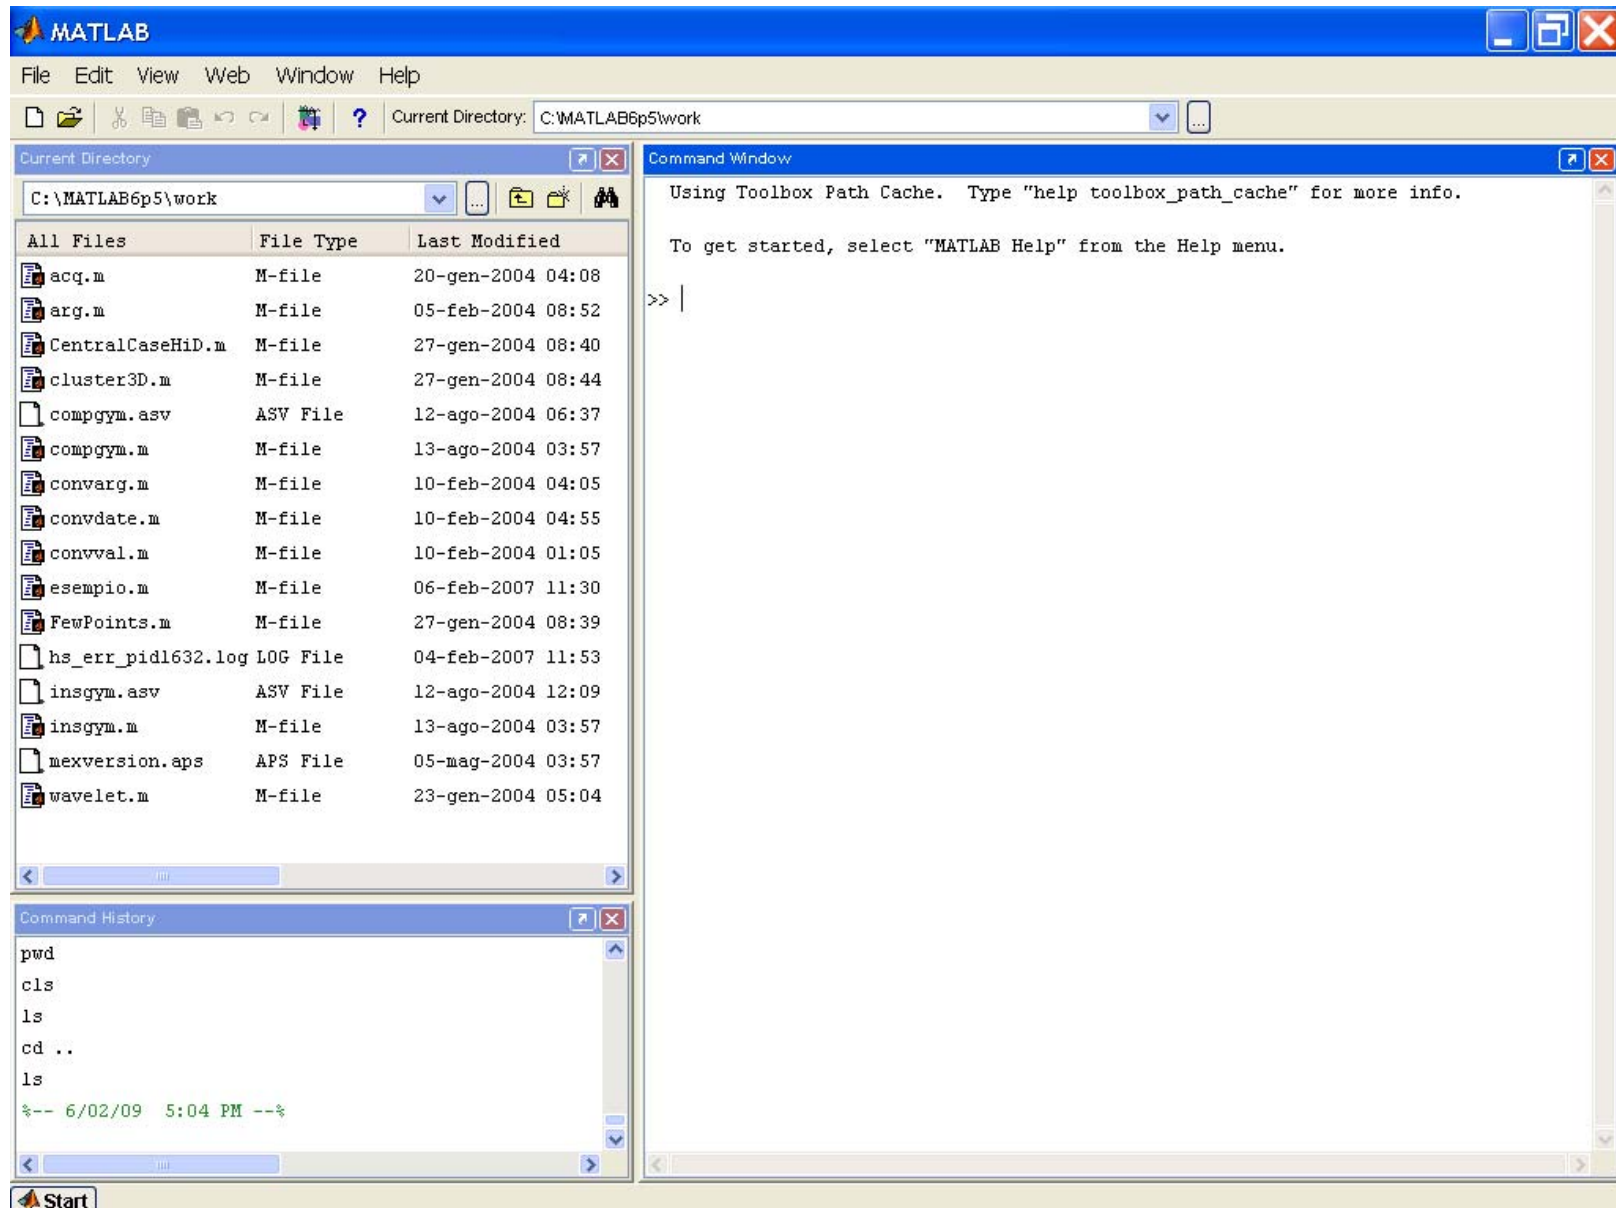 MATLAB
File Edit View Web Window Help
? Current Directory: C:\MATLAB6p5\work ...
Current Directory
C:\MATLAB6p5\work ...
All Files File Type Last Modified
acq.m M-file 20-gen-2004 04:08
arg.m M-file 05-feb-2004 08:52
CentralCaseHiD.m M-file 27-gen-2004 08:40
cluster3D.m M-file 27-gen-2004 08:44
compgym.asv ASV File 12-ago-2004 06:37
compgym.m M-file 13-ago-2004 03:57
convarg.m M-file 10-feb-2004 04:05
convdate.m M-file 10-feb-2004 04:55
convval.m M-file 10-feb-2004 01:05
esempio.m M-file 06-feb-2007 11:30
FewPoints.m M-file 27-gen-2004 08:39
hs_err_pid1632.log LOG File 04-feb-2007 11:53
insgym.asv ASV File 12-ago-2004 12:09
insgym.m M-file 13-ago-2004 03:57
mexversion.aps APS File 05-mag-2004 03:57
wavelet.m M-file 23-gen-2004 05:04
Command History
pwd
cls
ls
cd ..
ls
%-- 6/02/09 5:04 PM --%
Command Window
Using Toolbox Path Cache. Type "help toolbox_path_cache" for more info.
To get started, select "MATLAB Help" from the Help menu.
>>
Start